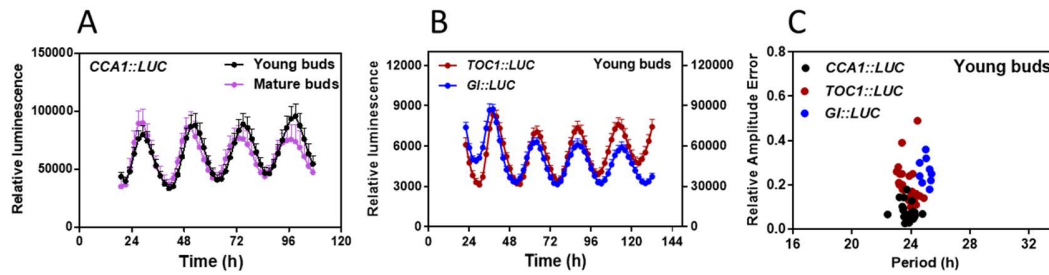 A
Relative luminescence
150000
100000
50000
0
CCA1::LUC
Young buds
Mature buds
0 24 48 72 96 120
Time (h)
B
Relative luminescence
12000
9000
6000
3000
0
TOC1::LUC
GI::LUC
Young buds
120000
90000
60000
30000
0
0 24 48 72 96 120 144
Time (h)
C
Relative Amplitude Error
0.8
0.6
0.4
0.2
0.0
CCA1::LUC
TOC1::LUC
GI::LUC
Young buds
16 20 24 28 32
Period (h)